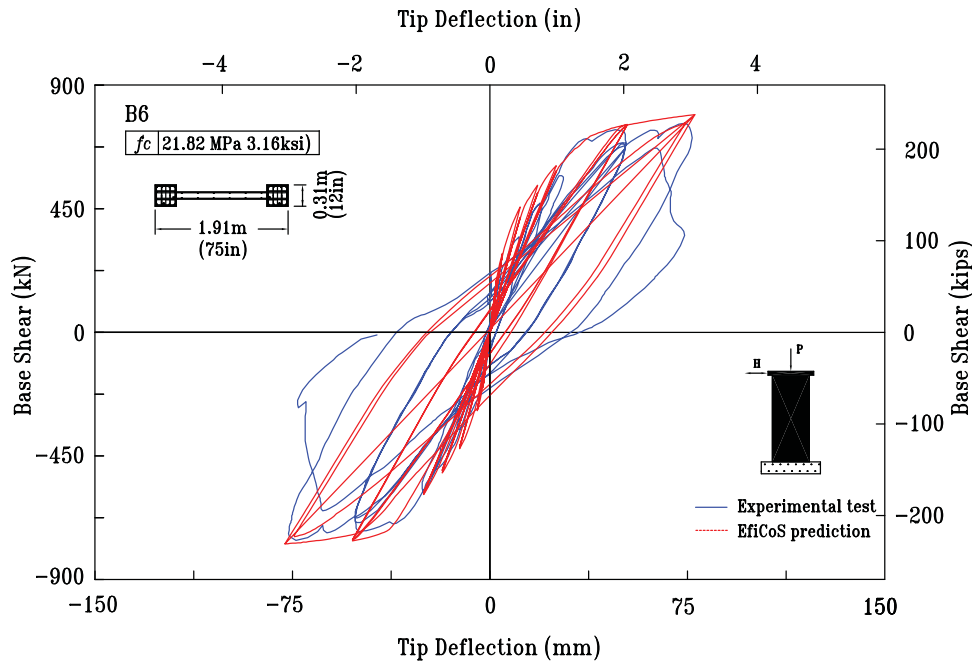 Tip Deflection (in)
-4 -2 0 2 4
900
450
0
-450
-900
Base Shear (kN)
B6
fc 21.82 MPa 3.16ksi)
0.31m
(12in)
1.91m
(75in)
200
100
0
-100
-200
Base Shear (kips)
P
H
Experimental test
EfiCoS prediction
-150 -75 0 75 150
Tip Deflection (mm)